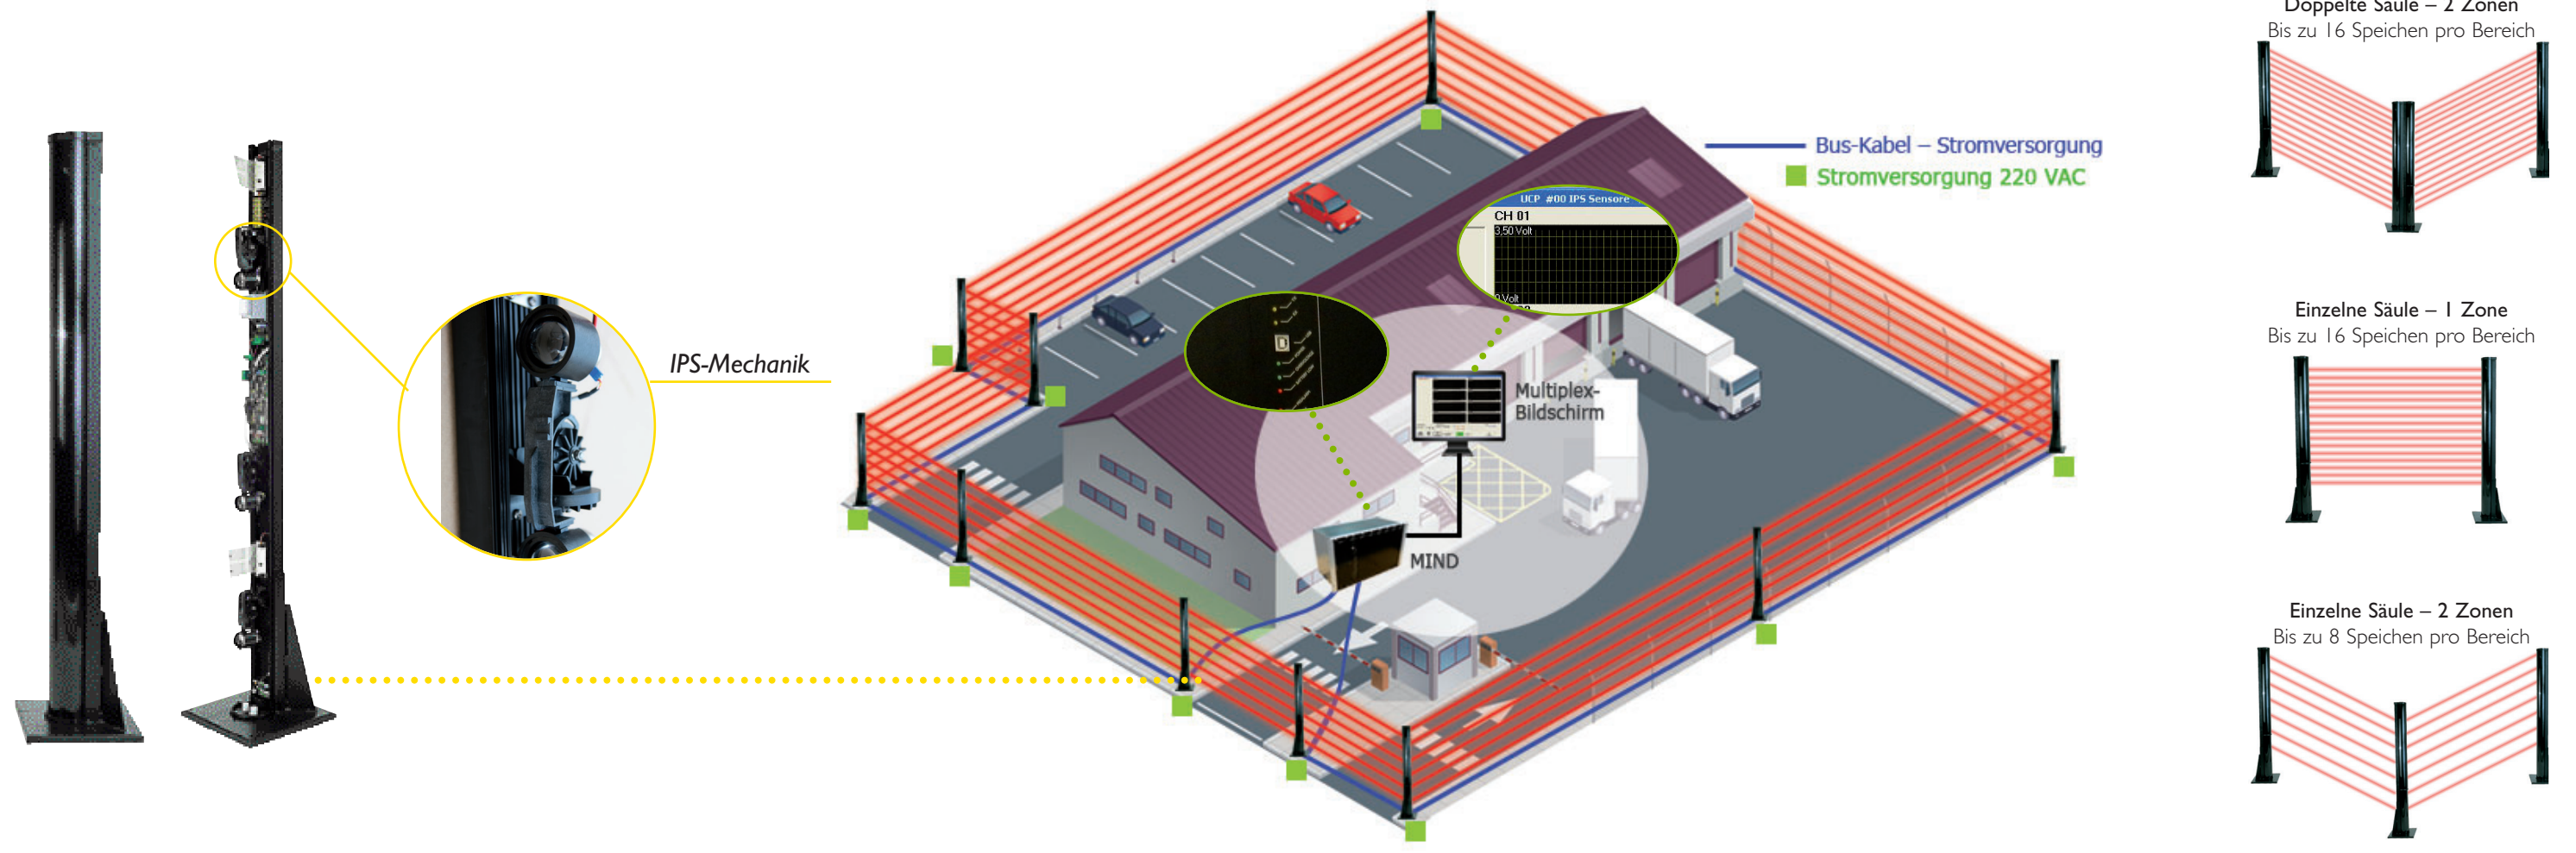 Doppelte Säule – 2 Zonen
Bis zu 16 Speichen pro Bereich
Bus-Kabel – Stromversorgung
Stromversorgung 220 VAC
UCP #00 IPS Sensore
CH 01
3,50 Volt
0 Volt
Einzelne Säule – 1 Zone
Bis zu 16 Speichen pro Bereich
IPS-Mechanik
Multiplex-
Bildschirm
MIND
Einzelne Säule – 2 Zonen
Bis zu 8 Speichen pro Bereich